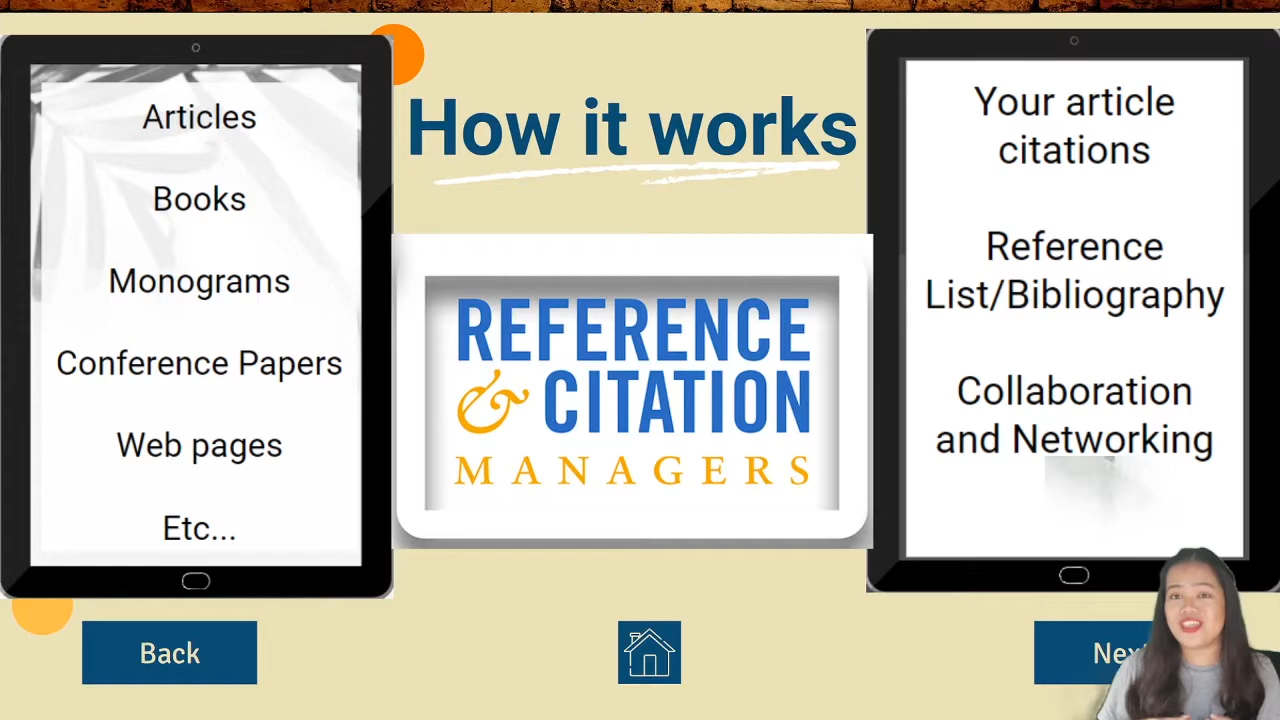 How it works
Articles
Books
Monograms
Conference Papers
Web pages
Etc...
REFERENCE
& CITATION
MANAGERS
Your article
citations
Reference
List/Bibliography
Collaboration
and Networking
Back